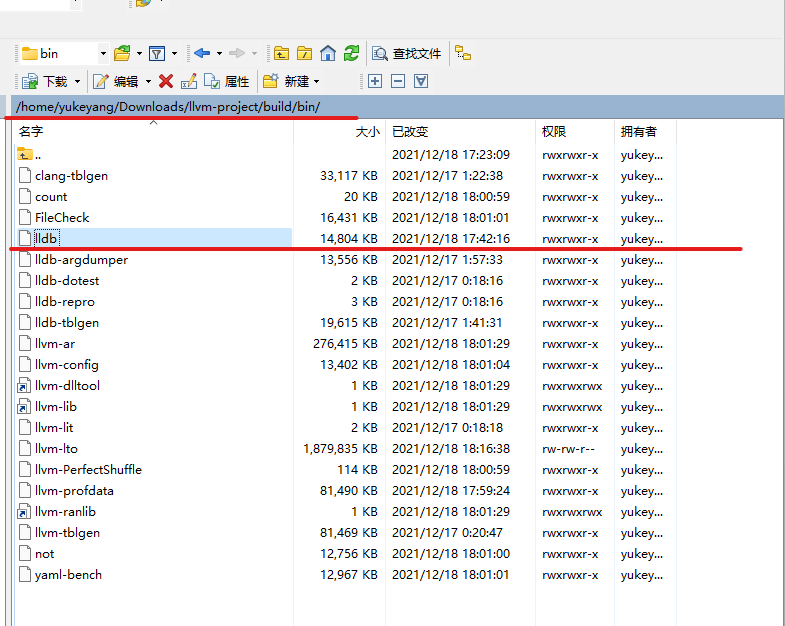 bin
查找文件
下载 编辑 属性 新建
/home/yukeyang/Downloads/llvm-project/build/bin/
名字 大小 已改变 权限 拥有者
.. 2021/12/18 17:23:09 rwxrwxr-x yukey...
clang-tblgen 33,117 KB 2021/12/17 1:22:38 rwxrwxr-x yukey...
count 20 KB 2021/12/18 18:00:59 rwxrwxr-x yukey...
FileCheck 16,431 KB 2021/12/18 18:01:01 rwxrwxr-x yukey...
lldb 14,804 KB 2021/12/18 17:42:16 rwxrwxr-x yukey...
lldb-argdumper 13,556 KB 2021/12/17 1:57:33 rwxrwxr-x yukey...
lldb-dotest 2 KB 2021/12/17 0:18:16 rwxrwxr-x yukey...
lldb-repro 3 KB 2021/12/17 0:18:16 rwxrwxr-x yukey...
lldb-tblgen 19,615 KB 2021/12/17 1:41:31 rwxrwxr-x yukey...
llvm-ar 276,415 KB 2021/12/18 18:01:29 rwxrwxr-x yukey...
llvm-config 13,402 KB 2021/12/18 18:01:04 rwxrwxr-x yukey...
llvm-dlltool 1 KB 2021/12/18 18:01:29 rwxrwxrwx yukey...
llvm-lib 1 KB 2021/12/18 18:01:29 rwxrwxrwx yukey...
llvm-lit 2 KB 2021/12/17 0:18:18 rwxrwxr-x yukey...
llvm-lto 1,879,835 KB 2021/12/18 18:16:38 rw-rw-r-- yukey...
llvm-PerfectShuffle 114 KB 2021/12/18 18:00:59 rwxrwxr-x yukey...
llvm-profdata 81,490 KB 2021/12/18 17:59:24 rwxrwxr-x yukey...
llvm-ranlib 1 KB 2021/12/18 18:01:29 rwxrwxrwx yukey...
llvm-tblgen 81,469 KB 2021/12/17 0:20:47 rwxrwxr-x yukey...
not 12,756 KB 2021/12/18 18:01:00 rwxrwxr-x yukey...
yaml-bench 12,967 KB 2021/12/18 18:01:01 rwxrwxr-x yukey...